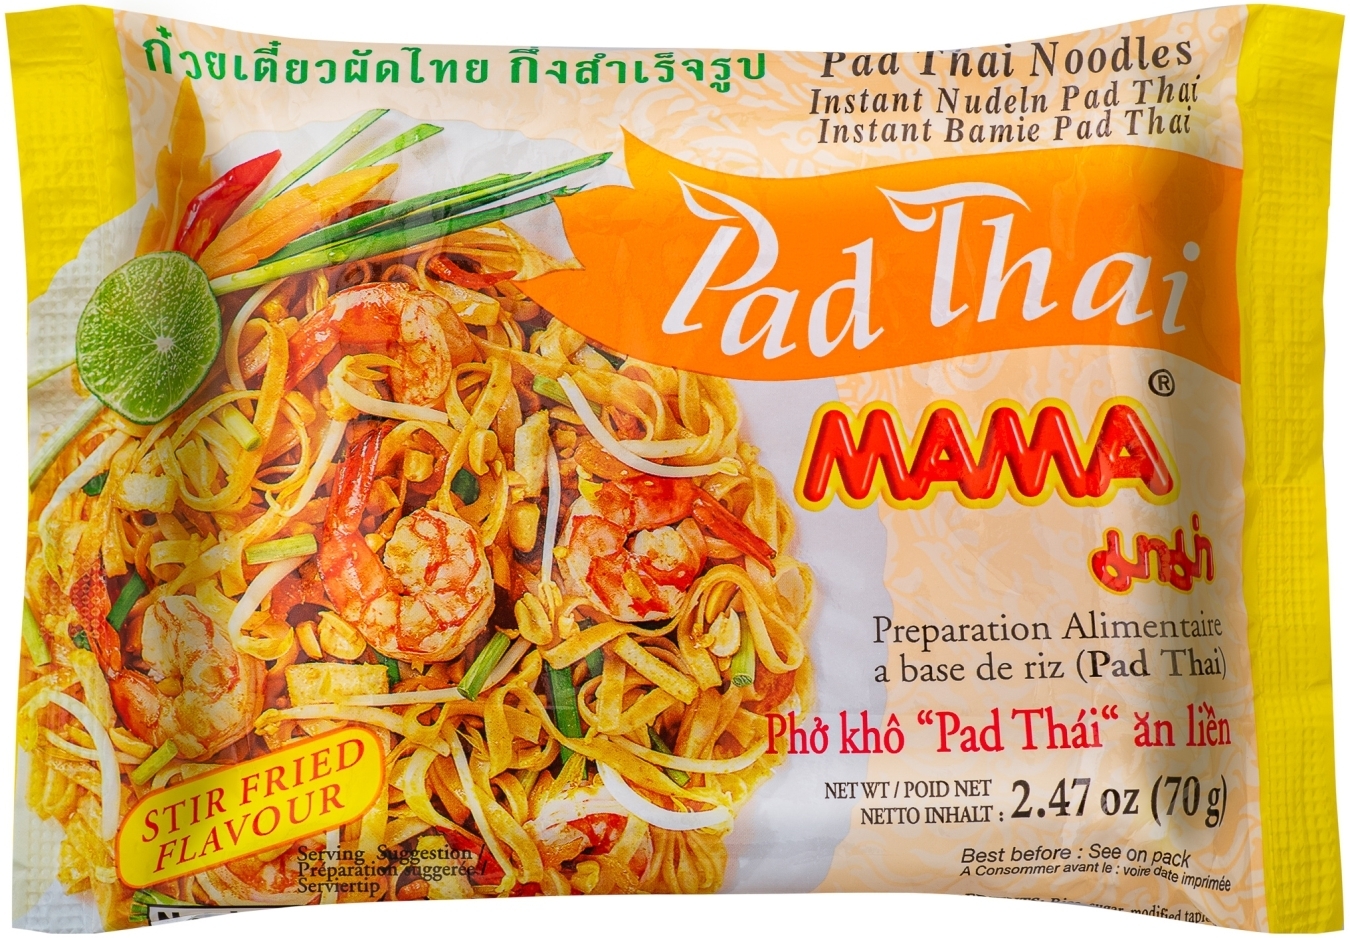 ก๋วยเตี๋ยวผัดไทย กึ่งสำเร็จรูป
Pad Thai Noodles
Instant Nudeln Pad Thai
Instant Bamie Pad Thai
Pad Thai
®
MAMA
มาม่า
Preparation Alimentaire
a base de riz (Pad Thai)
Phở khô “Pad Thái“ ăn liền
NET WT / POID NET
NETTO INHALT : 2.47 oz (70 g)
STIR FRIED
FLAVOUR
Serving Suggestion /
Préparation suggerée /
Serviertip
Best before : See on pack
A Consommer avant le : voire date imprimée
Rice, sugar, modified